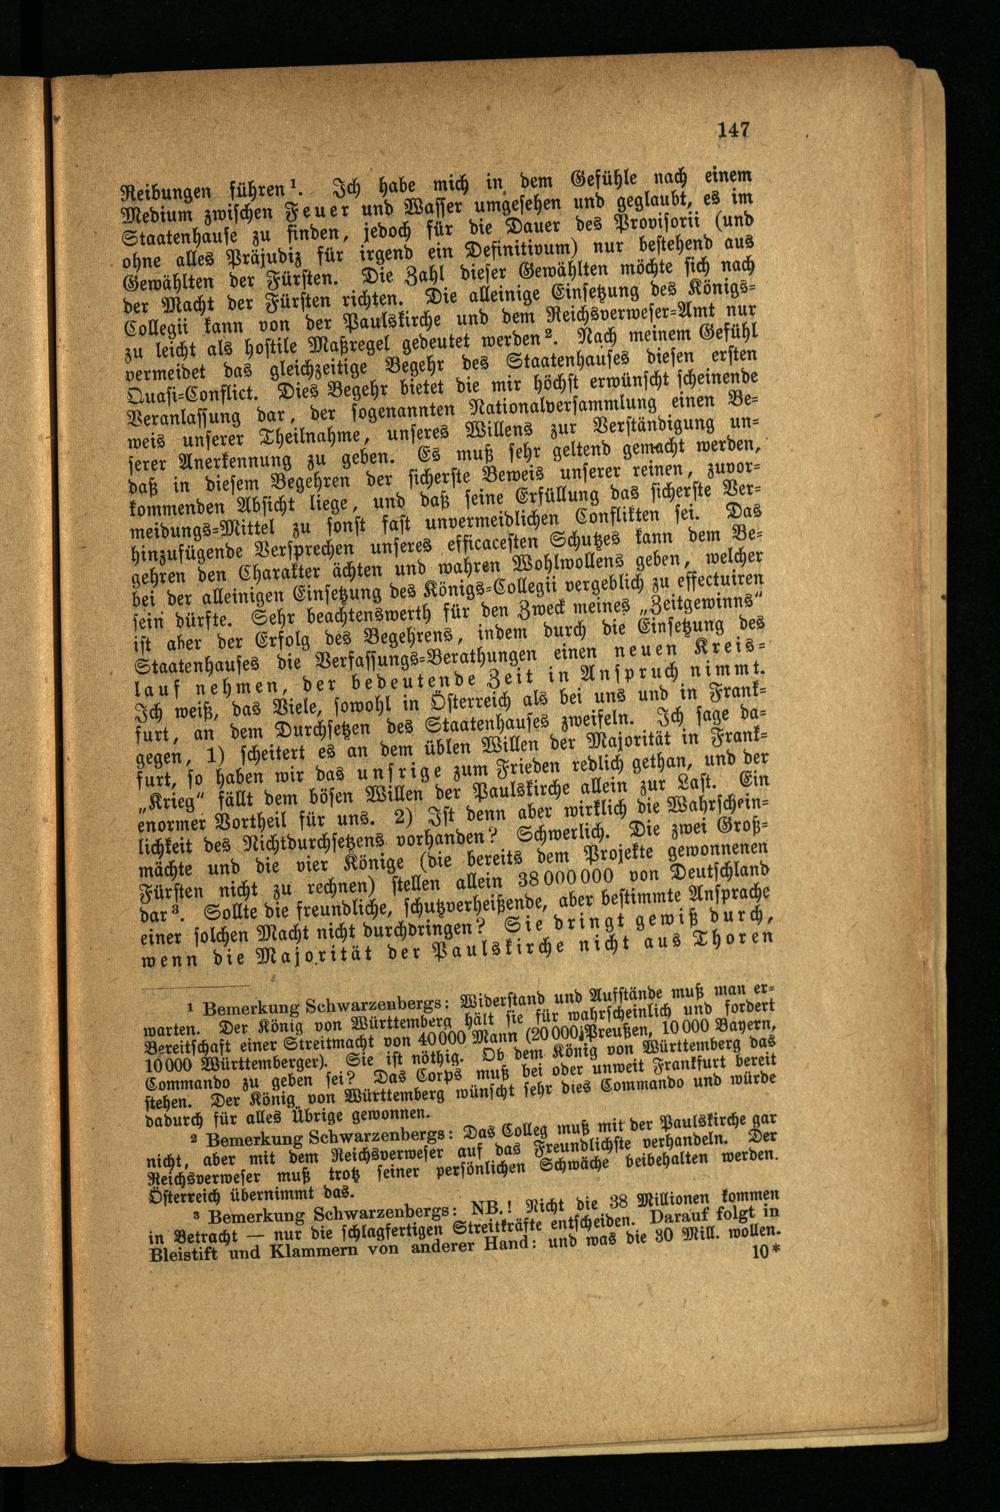 147
Reibungen führen¹. Ich habe mich in dem Gefühle nach einem
Medium zwischen Feuer und Wasser umgesehen und geglaubt, es im
Staatenhause zu finden, jedoch für die Dauer des Provisorii (und
ohne alles Präjudiz für irgend ein Definitivum) nur bestehend aus
Gewählten der Fürsten. Die Zahl dieser Gewählten möchte sich nach
der Macht der Fürsten richten. Die alleinige Einsetzung des Königs-
Collegii kann von der Paulskirche und dem Reichsverweser-Amt nur
zu leicht als hostile Maßregel gedeutet werden². Nach meinem Gefühl
vermeidet das gleichzeitige Begehr des Staatenhauses diesen ersten
Quasi-Conflict. Dies Begehr bietet die mir höchst erwünscht scheinende
Veranlassung dar, der sogenannten Nationalversammlung einen Be-
weis unserer Theilnahme, unseres Willens zur Verständigung un-
serer Anerkennung zu geben. Es muß sehr geltend gemacht werden,
daß in diesem Begehren der sicherste Beweis unserer reinen, zuvor-
kommenden Absicht liege, und daß seine Erfüllung das sicherste Ver-
meidungs-Mittel zu sonst fast unvermeidlichen Conflikten sei. Das
hinzufügende Versprechen unseres efficacesten Schutzes kann dem Be-
gehren den Charakter ächten und wahren Wohlwollens geben, welcher
bei der alleinigen Einsetzung des Königs-Collegii vergeblich zu effectuiren
sein dürfte. Sehr beachtenswerth für den Zweck meines „Zeitgewinns“
ist aber der Erfolg des Begehrens, indem durch die Einsetzung des
Staatenhauses die Verfassungs-Berathungen einen neuen Kreis-
lauf nehmen, der bedeutende Zeit in Anspruch nimmt.
Ich weiß, das Viele, sowohl in Österreich als bei uns und in Frank-
furt, an dem Durchsetzen des Staatenhauses zweifeln. Ich sage da-
gegen, 1) scheitert es an dem üblen Willen der Majorität in Frank-
furt, so haben wir das unsrige zum Frieden redlich gethan, und der
„Krieg“ fällt dem bösen Willen der Paulskirche allein zur Last. Ein
enormer Vortheil für uns. 2) Ist denn aber wirklich die Wahrschein-
lichkeit des Nichtdurchsetzens vorhanden? Schwerlich. Die zwei Groß-
mächte und die vier Könige (die bereits dem Projekte gewonnenen
Fürsten nicht zu rechnen) stellen allein 38 000 000 von Deutschland
dar³. Sollte die freundliche, schutzverheißende, aber bestimmte Ansprache
einer solchen Macht nicht durchdringen? Sie dringt gewiß durch,
wenn die Majorität der Paulskirche nicht aus Thoren
¹ Bemerkung Schwarzenbergs: Widerstand und Aufstände muß man er-
warten. Der König von Württemberg hält sie für wahrscheinlich und fordert
Bereitschaft einer Streitmacht von 40 000 Mann (20 000 Preußen, 10 000 Bayern,
10 000 Württemberger). Sie ist nöthig. Ob dem König von Württemberg das
Commando zu geben sei? Das Corps muß bei oder unweit Frankfurt bereit
stehen. Der König von Württemberg wünscht sehr dies Commando und würde
dadurch für alles Übrige gewonnen.
² Bemerkung Schwarzenbergs: Das Colleg muß mit der Paulskirche gar
nicht, aber mit dem Reichsverweser auf das Freundlichste verhandeln. Der
Reichsverweser muß trotz seiner persönlichen Schwäche beibehalten werden.
Österreich übernimmt das.
³ Bemerkung Schwarzenbergs: NB.! Nicht die 38 Millionen kommen
in Betracht — nur die schlagfertigen Streitkräfte entscheiden. Darauf folgt in
Bleistift und Klammern von anderer Hand: und was die 30 Mill. wollen.
10*